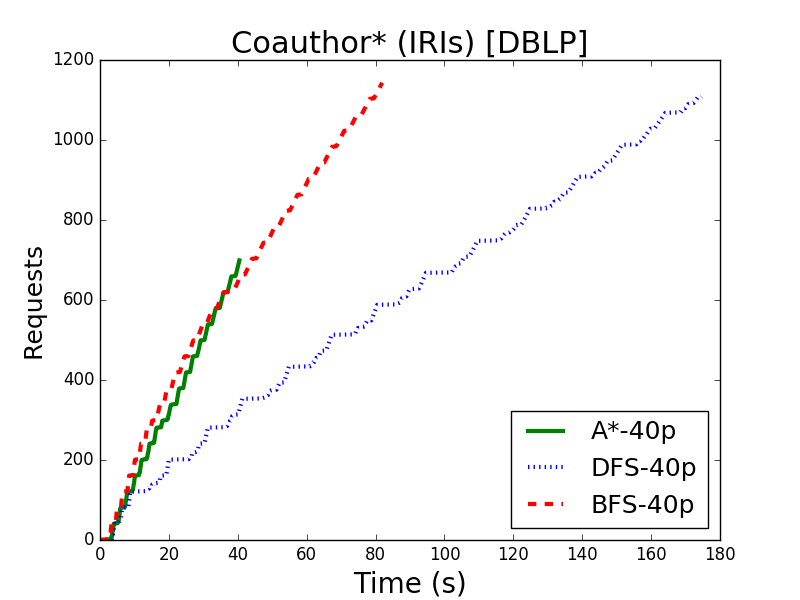 Coauthor* (IRIs) [DBLP]
1200
1000
800
600
400
200
0
Requests
0 20 40 60 80 100 120 140 160 180
Time (s)
A*-40p
DFS-40p
BFS-40p